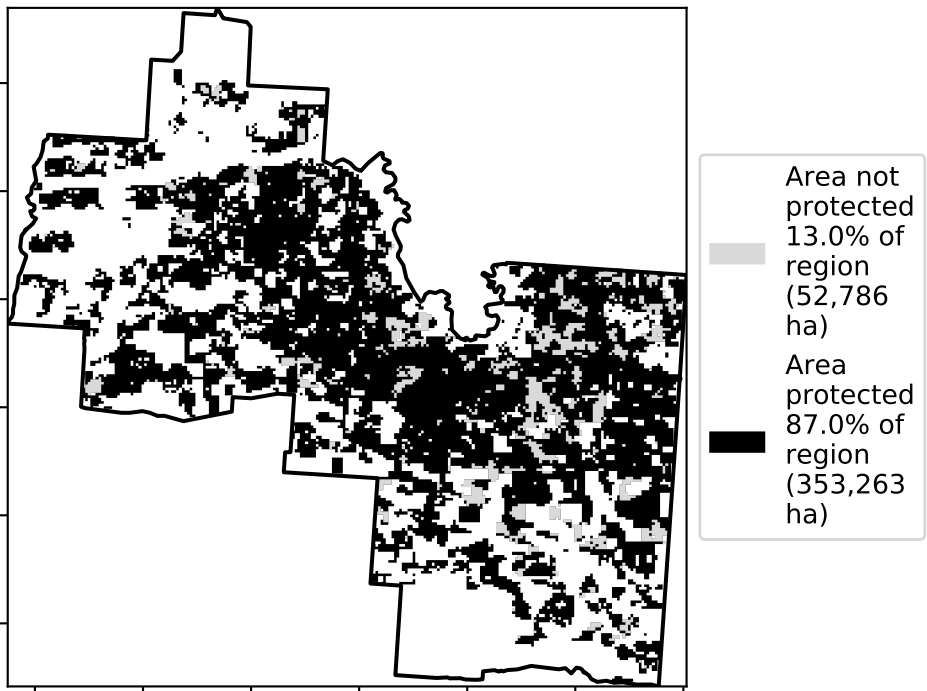 Area not
protected
13.0% of
region
(52,786
ha)
Area
protected
87.0% of
region
(353,263
ha)